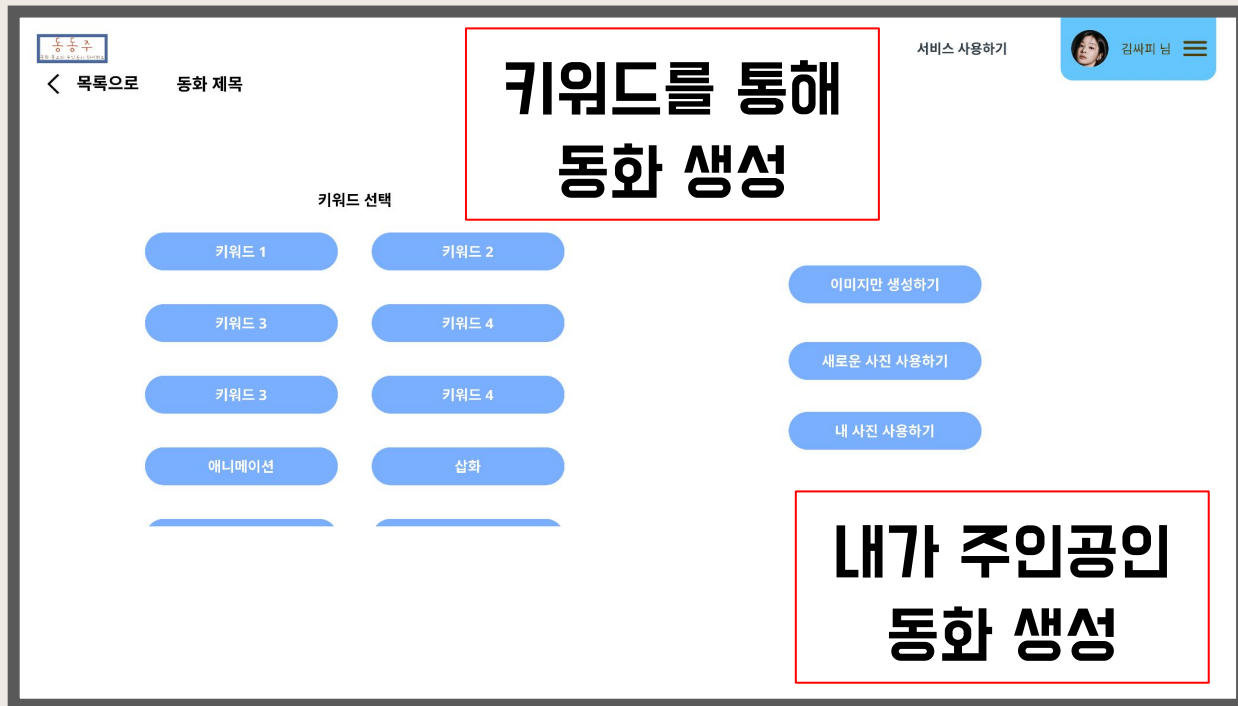 동동주
서비스 사용하기
김싸피 님
목록으로
동화 제목
키워드를 통해
동화 생성
키워드 선택
키워드 1
키워드 2
키워드 3
키워드 4
키워드 3
키워드 4
애니메이션
삽화
이미지만 생성하기
새로운 사진 사용하기
내 사진 사용하기
내가 주인공인
동화 생성